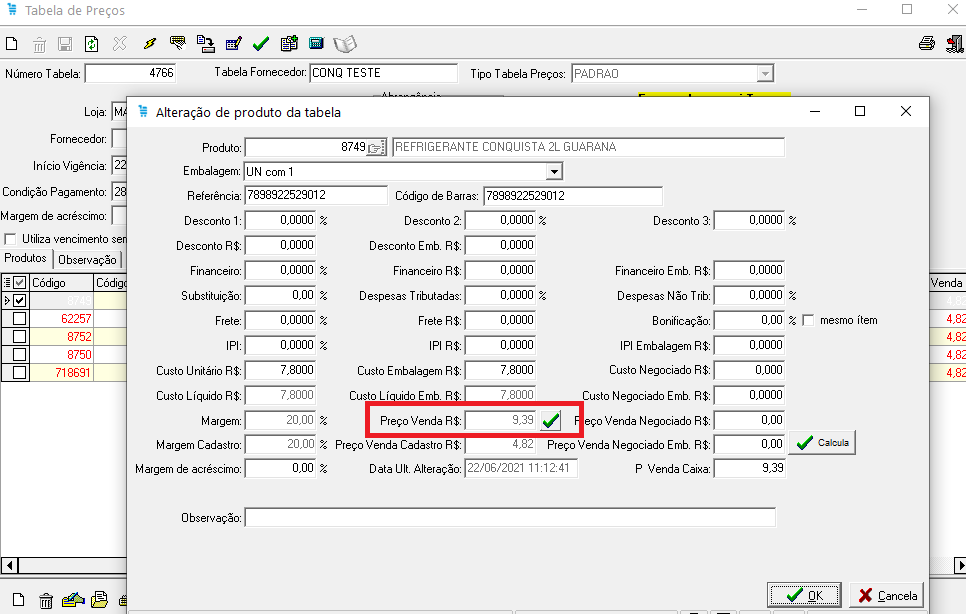 Tabela de Preços
Número Tabela: 4766 Tabela Fornecedor: CONQ TESTE Tipo Tabela Preços: PADRAO
Loja:
Fornecedor:
Início Vigência: 22
Condição Pagamento: 28
Margem de acréscimo:
Utiliza vencimento
Produtos Observação
Código
8749
62257
8752
8750
718691
Venda
4,82
4,82
4,82
4,82
Alteração de produto da tabela
Produto: 8749 REFRIGERANTE CONQUISTA 2L GUARANA
Embalagem: UN com 1
Referência: 7898922529012 Código de Barras: 7898922529012
Desconto 1: 0,0000 % Desconto 2: 0,0000 % Desconto 3: 0,0000 %
Desconto R$: 0,0000 Desconto Emb. R$: 0,0000
Financeiro: 0,0000 % Financeiro R$: 0,0000 Financeiro Emb. R$: 0,0000
Substituição: 0,00 % Despesas Tributadas: 0,0000 % Despesas Não Trib: 0,0000 %
Frete: 0,0000 % Frete R$: 0,0000 Bonificação: 0,00 % mesmo ítem
IPI: 0,0000 % IPI R$: 0,0000 IPI Embalagem R$: 0,0000
Custo Unitário R$: 7,8000 Custo Embalagem R$: 7,8000 Custo Negociado R$: 0,000
Custo Líquido R$: 7,8000 Custo Líquido Emb. R$: 7,8000 Custo Negociado Emb. R$: 0,0000
Margem: 20,00 % Preço Venda R$: 9,39 Preço Venda Negociado R$: 0,00
Margem Cadastro: 20,00 % Preço Venda Cadastro R$: 4,82 Preço Venda Negociado Emb. R$: 0,00 Calcula
Margem de acréscimo: 0,00 % Data Ult. Alteração: 22/06/2021 11:12:41 P Venda Caixa: 9,39
Observação:
OK Cancela